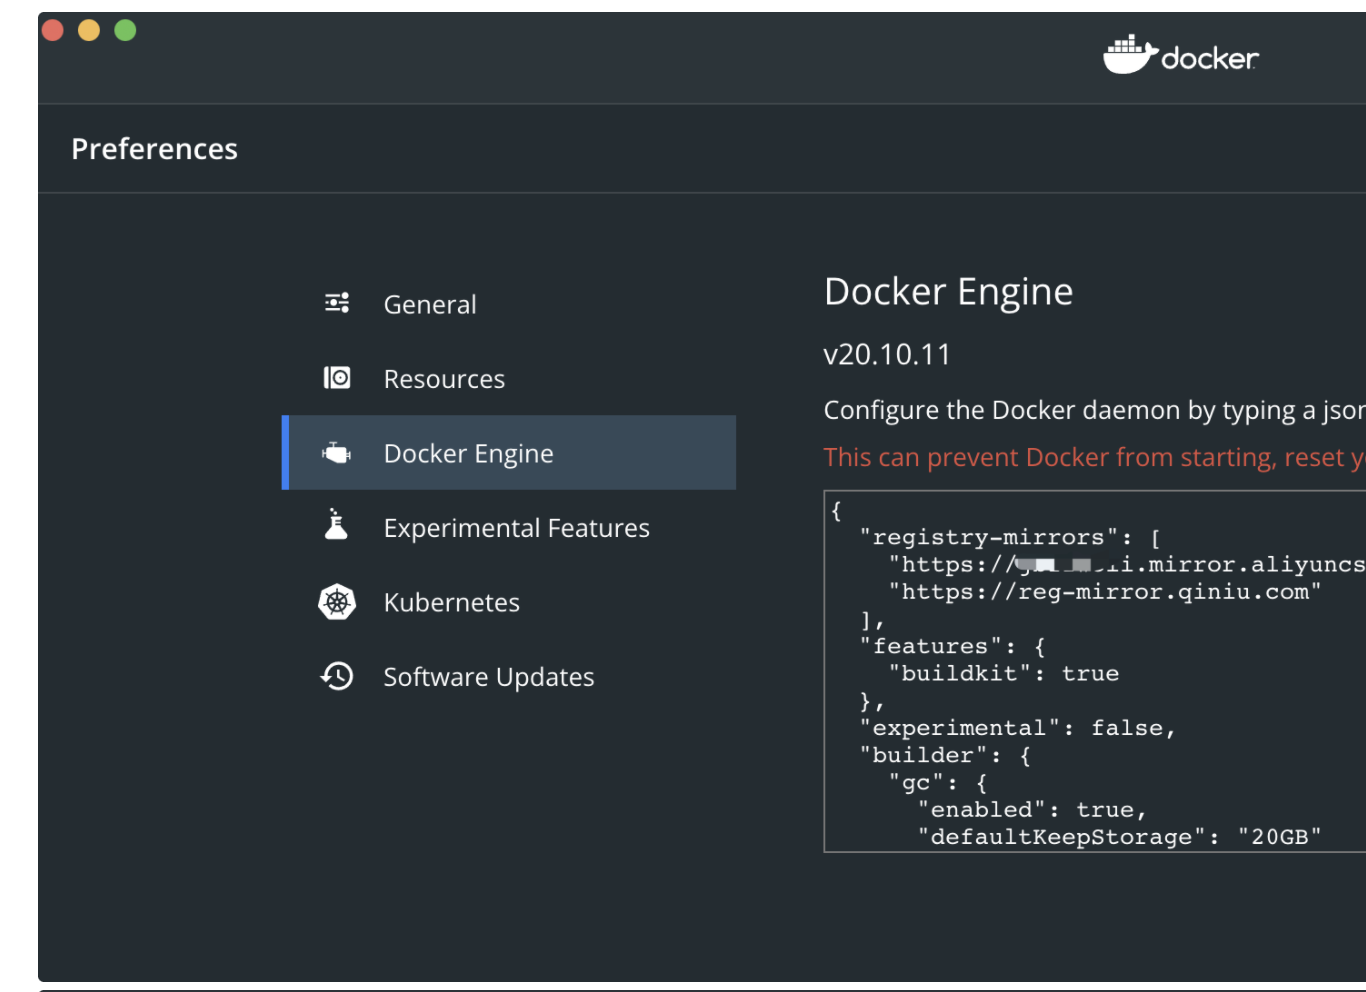 docker
Preferences
General
Resources
Docker Engine
Experimental Features
Kubernetes
Software Updates
Docker Engine
v20.10.11
Configure the Docker daemon by typing a json
This can prevent Docker from starting, reset
{
"registry-mirrors": [
"https:// i.mirror.aliyuncs
"https://reg-mirror.qiniu.com"
],
"features": {
"buildkit": true
},
"experimental": false,
"builder": {
"gc": {
"enabled": true,
"defaultKeepStorage": "20GB"